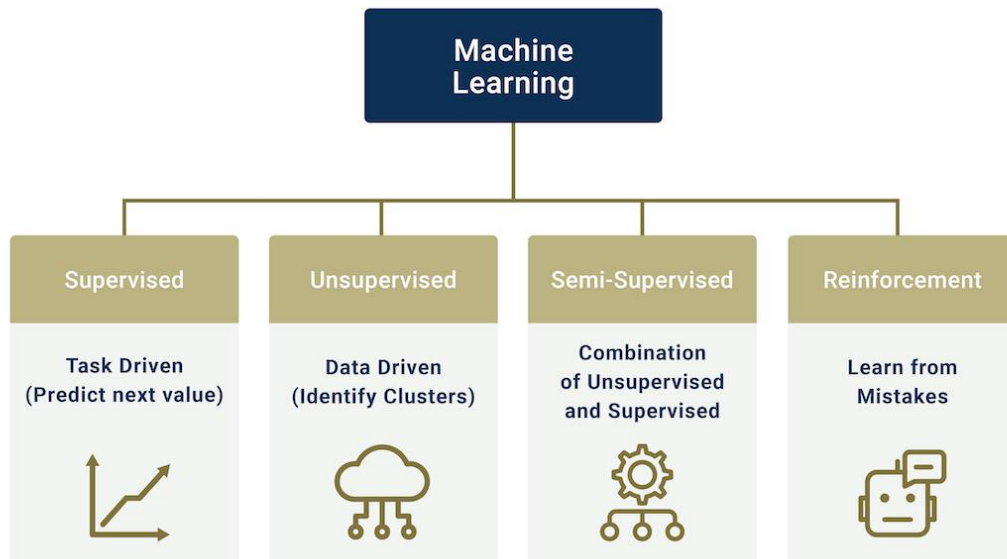 Machine
Learning
Supervised
Task Driven
(Predict next value)
Unsupervised
Data Driven
(Identify Clusters)
Semi-Supervised
Combination
of Unsupervised
and Supervised
Reinforcement
Learn from
Mistakes